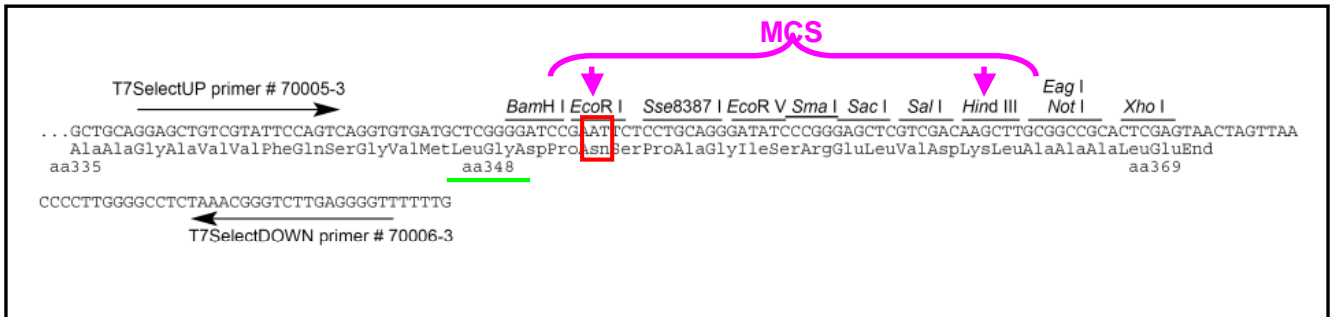 MCS
T7SelectUP primer # 70005-3
Eag I
BamH I EcoR I Sse8387 I EcoR V Sma I Sac I Sal I Hind III Not I Xho I
...GCTGCAGGAGCTGTCGTATTCCAGTCAGGTGTGATGCTCGGGGATCCGAATTCTCCTGCAGGGATATCCCGGGAGCTCGTCGACAAGCTTGCGGCCGCACTCGAGTAACTAGTTAA
AlaAlaGlyAlaValValPheGlnSerGlyValMetLeuGlyAspProAsnSerProAlaGlyIleSerArgGluLeuValAspLysLeuAlaAlaAlaLeuGluEnd
aa335 aa348 aa369
CCCCTTGGGGCCTCTAAACGGGTCTTGAGGGGTTTTTTG
T7SelectDOWN primer # 70006-3